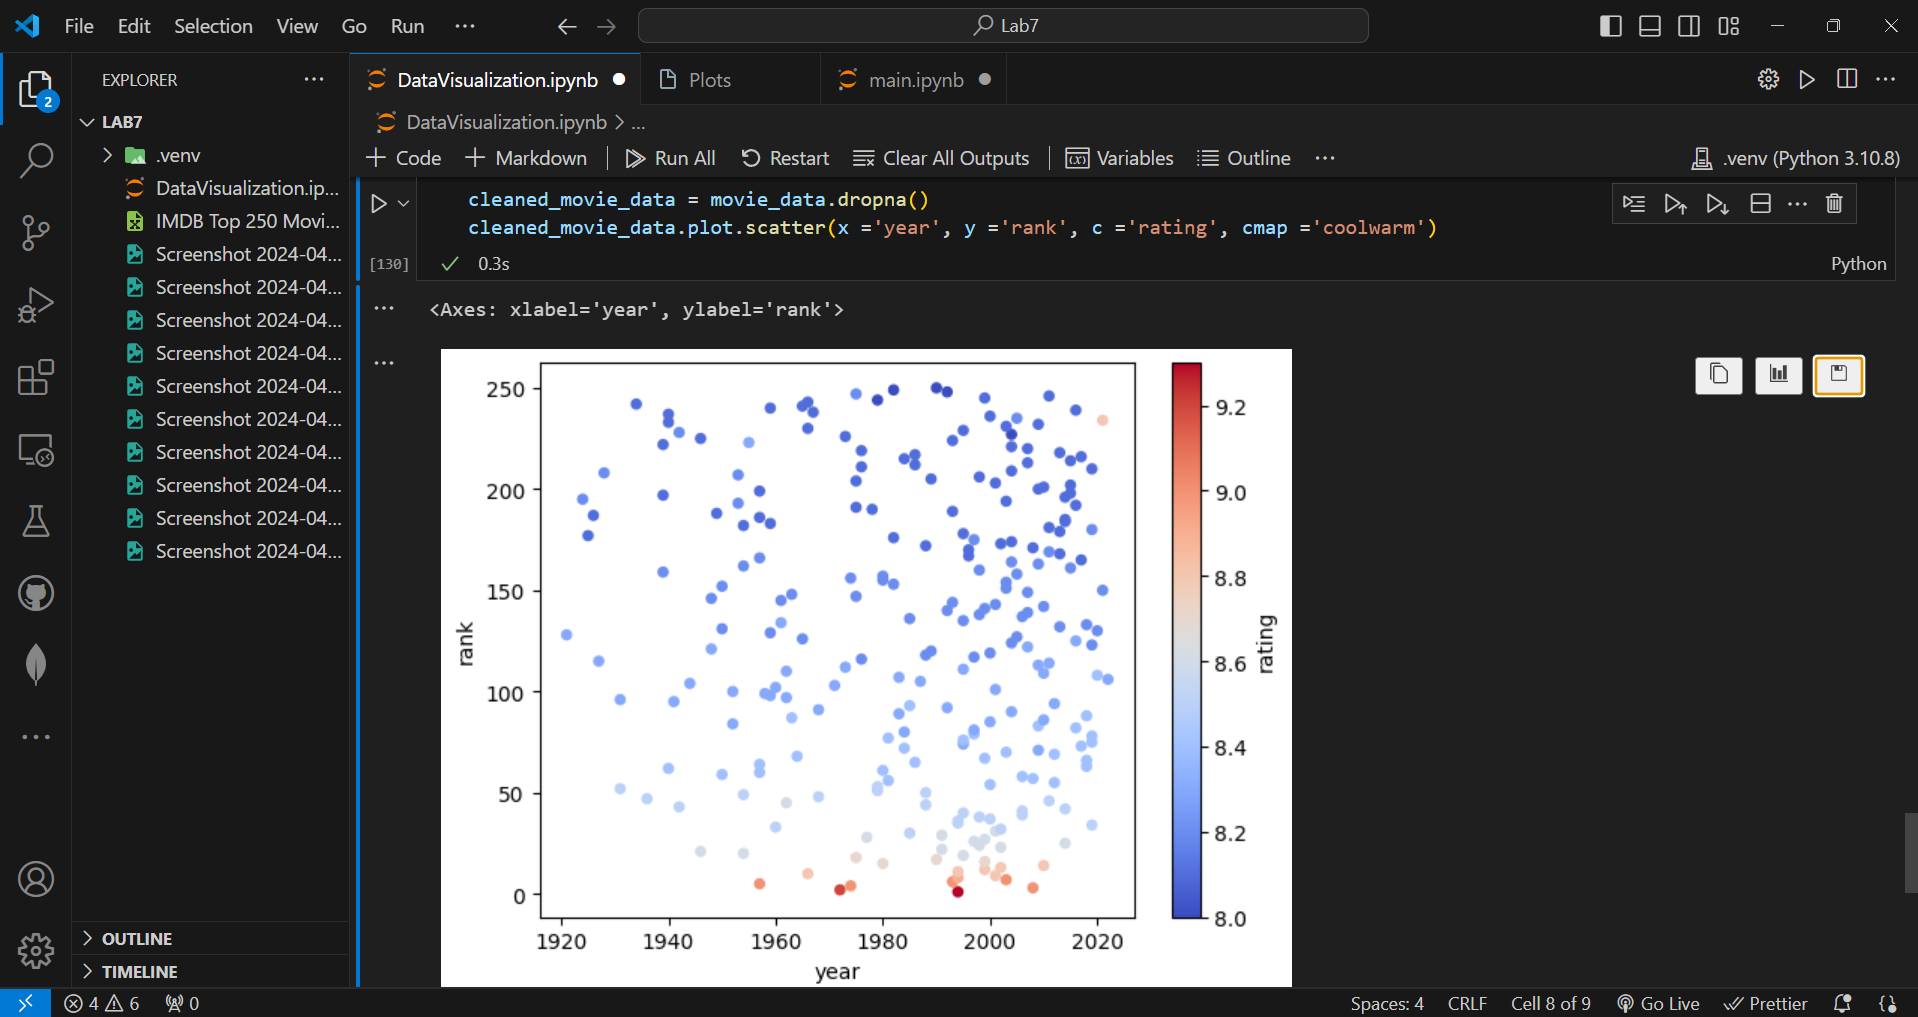 File Edit Selection View Go Run ···
Lab7
EXPLORER ···
LAB7
.venv
DataVisualization.ip...
IMDB Top 250 Movi...
Screenshot 2024-04...
Screenshot 2024-04...
Screenshot 2024-04...
Screenshot 2024-04...
Screenshot 2024-04...
Screenshot 2024-04...
Screenshot 2024-04...
Screenshot 2024-04...
Screenshot 2024-04...
Screenshot 2024-04...
OUTLINE
TIMELINE
2
DataVisualization.ipynb Plots main.ipynb
DataVisualization.ipynb > ...
+ Code + Markdown Run All Restart Clear All Outputs Variables Outline ··· .venv (Python 3.10.8)
cleaned_movie_data = movie_data.dropna()
cleaned_movie_data.plot.scatter(x ='year', y ='rank', c ='rating', cmap ='coolwarm')
[130] 0.3s Python
<Axes: xlabel='year', ylabel='rank'>
250
200
150
100
50
0
rank
1920 1940 1960 1980 2000 2020
year
9.2
9.0
8.8
8.6
8.4
8.2
8.0
rating
4 6 0 Spaces: 4 CRLF Cell 8 of 9 Go Live Prettier